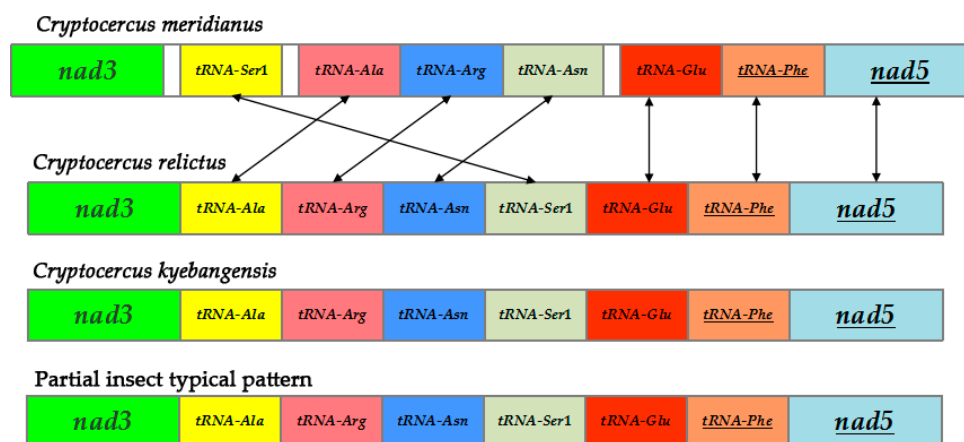 Cryptocercus meridianus
nad3 tRNA-Ser1 tRNA-Ala tRNA-Arg tRNA-Asn tRNA-Glu tRNA-Phe nad5
Cryptocercus relictus
nad3 tRNA-Ala tRNA-Arg tRNA-Asn tRNA-Ser1 tRNA-Glu tRNA-Phe nad5
Cryptocercus kyebangensis
nad3 tRNA-Ala tRNA-Arg tRNA-Asn tRNA-Ser1 tRNA-Glu tRNA-Phe nad5
Partial insect typical pattern
nad3 tRNA-Ala tRNA-Arg tRNA-Asn tRNA-Ser1 tRNA-Glu tRNA-Phe nad5